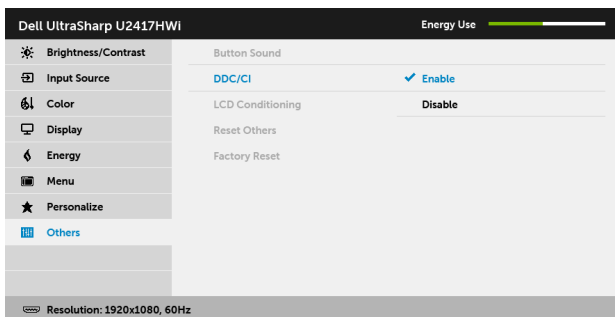 Dell UltraSharp U2417HWi
Energy Use
Brightness/Contrast
Button Sound
Input Source
DDC/CI
Enable
Color
LCD Conditioning
Disable
Display
Reset Others
Energy
Factory Reset
Menu
Personalize
Others
Resolution: 1920x1080, 60Hz